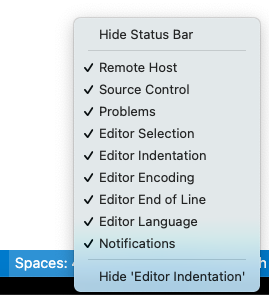 Hide Status Bar
Remote Host
Source Control
Problems
Editor Selection
Editor Indentation
Editor Encoding
Editor End of Line
Editor Language
Notifications
Spaces:
Hide 'Editor Indentation'